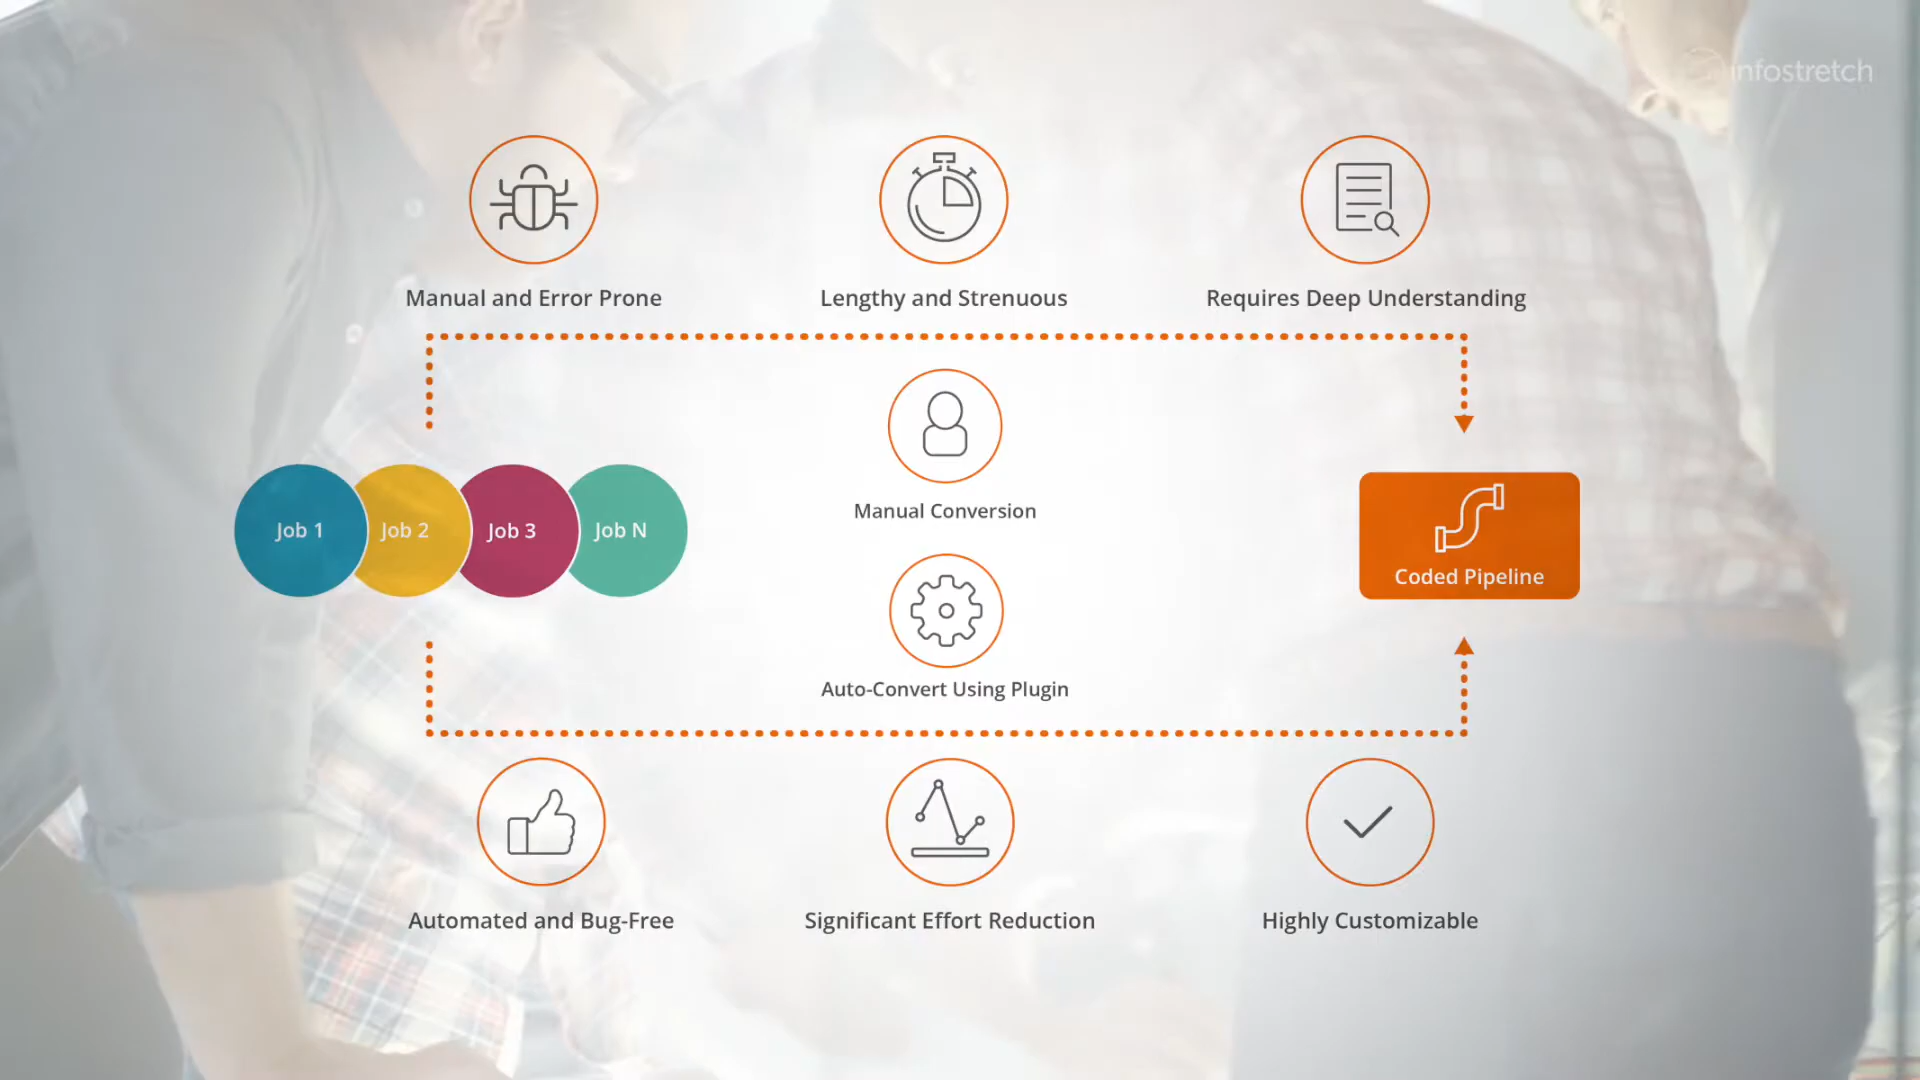 infostretch
Manual and Error Prone
Lengthy and Strenuous
Requires Deep Understanding
Manual Conversion
Job 1
Job 2
Job 3
Job N
Coded Pipeline
Auto-Convert Using Plugin
Automated and Bug-Free
Significant Effort Reduction
Highly Customizable